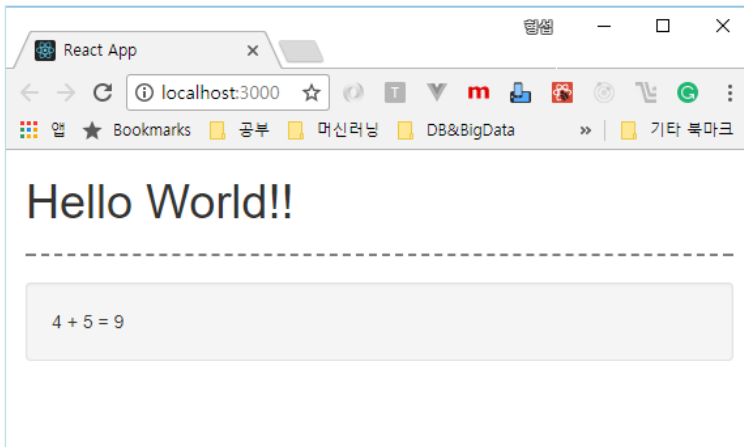 형섭
React App
localhost:3000
T
m
G
앱 Bookmarks 공부 머신러닝 DB&BigData » 기타 북마크
Hello World!!
4 + 5 = 9